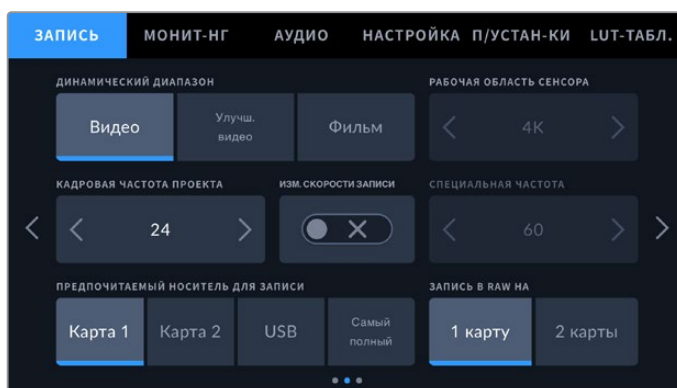 ЗАПИСЬ МОНИТ-НГ АУДИО НАСТРОЙКА П/УСТАН-КИ LUT-ТАБЛ.
ДИНАМИЧЕСКИЙ ДИАПАЗОН РАБОЧАЯ ОБЛАСТЬ СЕНСОРА
Видео Улучш. видео Фильм 4K
КАДРОВАЯ ЧАСТОТА ПРОЕКТА ИЗМ. СКОРОСТИ ЗАПИСИ СПЕЦИАЛЬНАЯ ЧАСТОТА
24 60
ПРЕДПОЧИТАЕМЫЙ НОСИТЕЛЬ ДЛЯ ЗАПИСИ ЗАПИСЬ В RAW НА
Карта 1 Карта 2 USB Самый полный 1 карту 2 карты